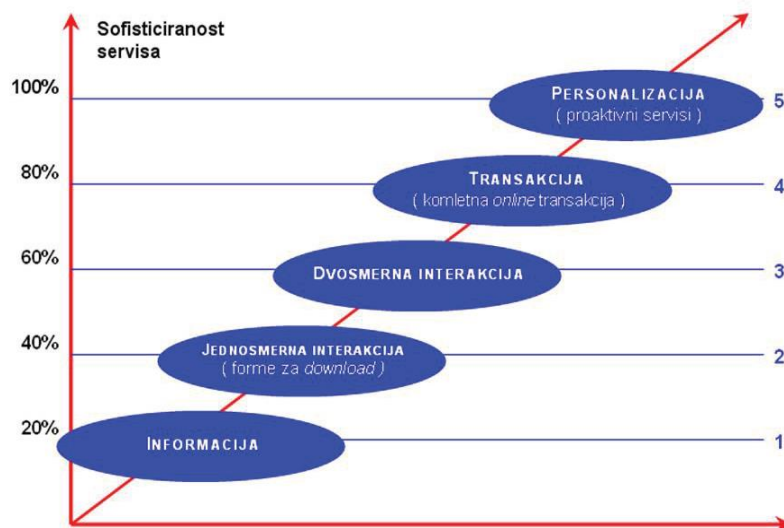 Sofisticiranost
servisa
100%
PERSONALIZACIJA
( proaktivni servisi )
5
80%
TRANSAKCIJA
( komletna online transakcija )
4
60%
DVOSMERNA INTERAKCIJA
3
40%
JEDNOSMERNA INTERAKCIJA
( forme za download )
2
20%
INFORMACIJA
1